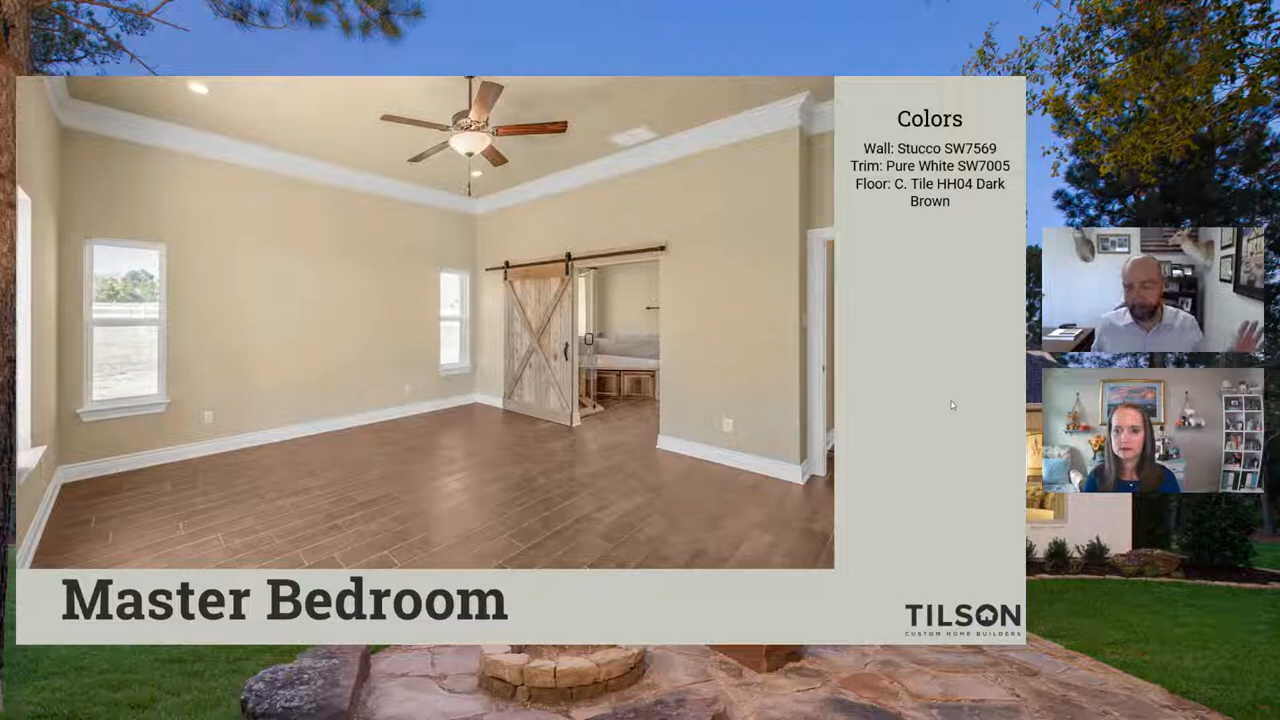 Colors
Wall: Stucco SW7569
Trim: Pure White SW7005
Floor: C. Tile HH04 Dark
Brown
Master Bedroom
TILSON
CUSTOM HOME BUILDERS